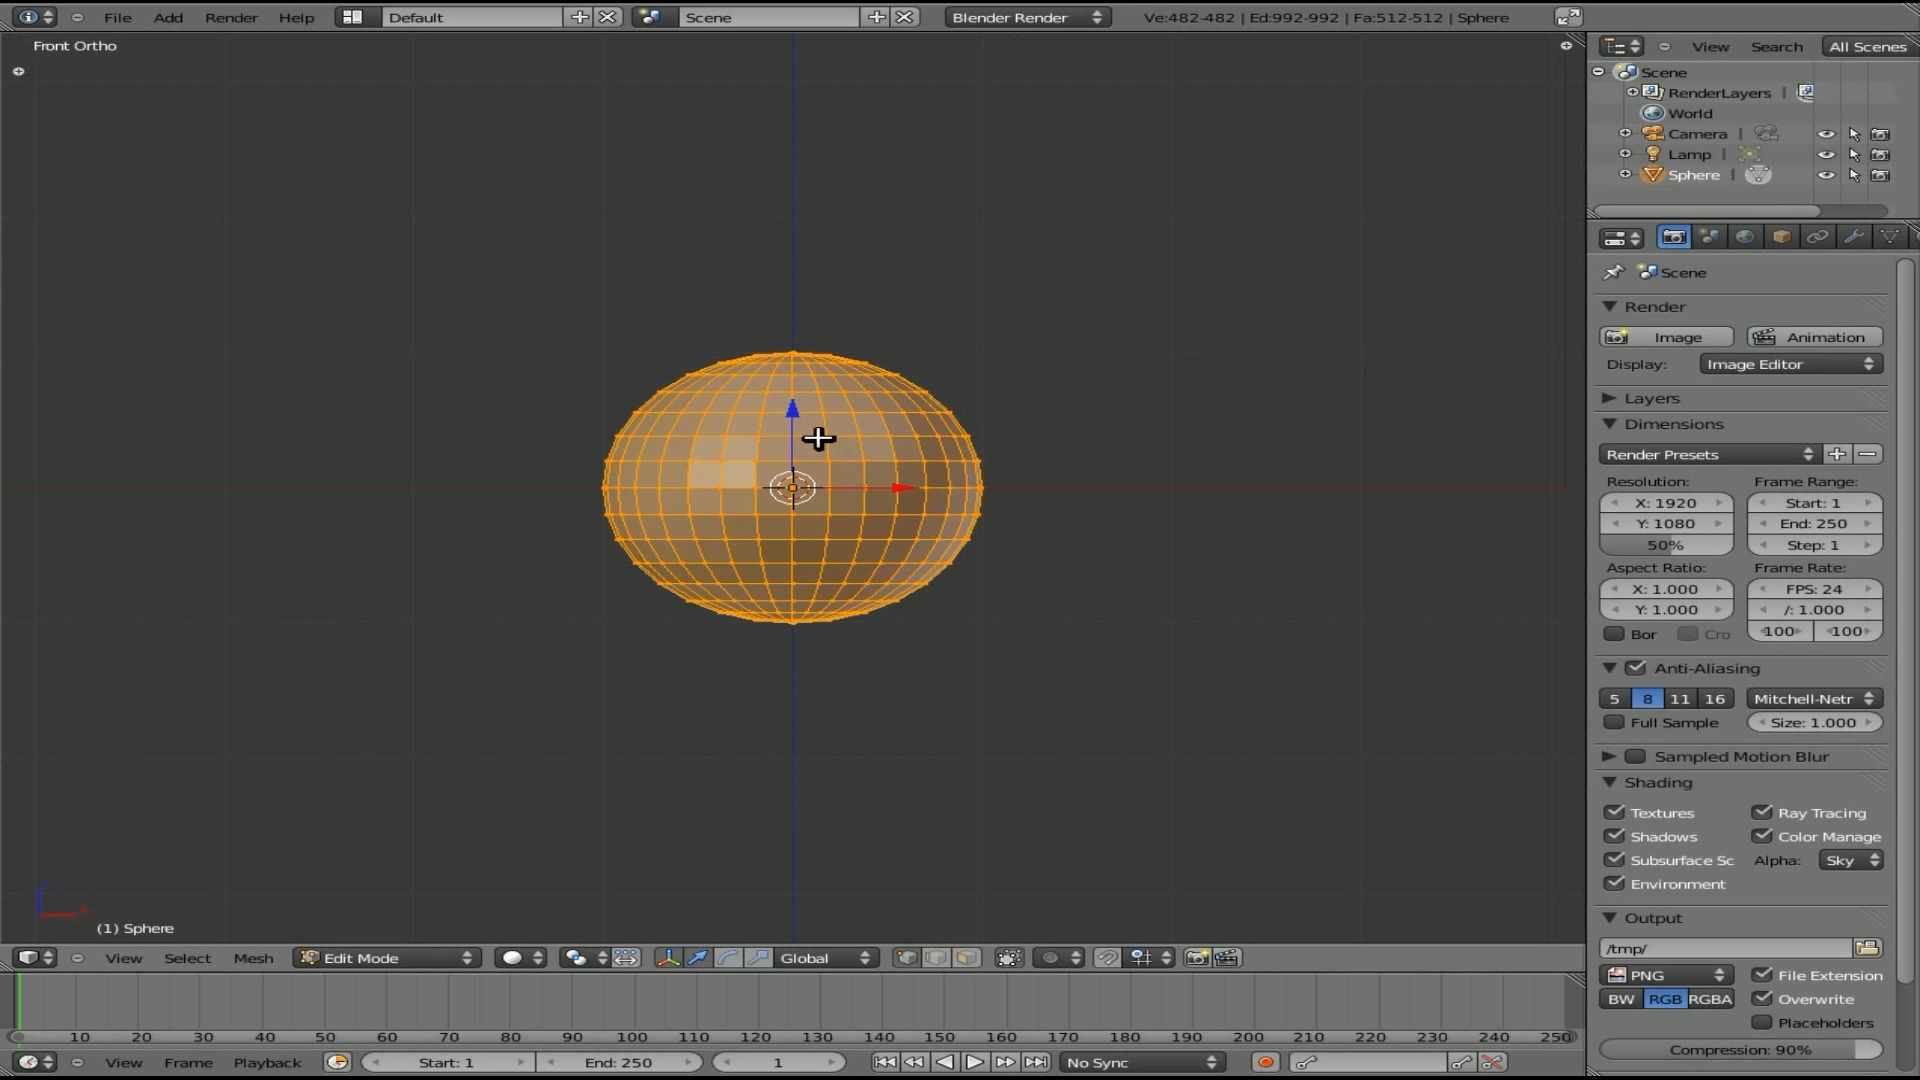 File Add Render Help Default Scene Blender Render Ve:482-482 | Ed:992-992 | Fa:512-512 | Sphere
Front Ortho
View Search All Scenes
Scene
RenderLayers |
World
Camera |
Lamp |
Sphere |
Scene
Render
Image Animation
Display: Image Editor
Layers
Dimensions
Render Presets
Resolution: Frame Range:
X: 1920 Start: 1
Y: 1080 End: 250
50% Step: 1
Aspect Ratio: Frame Rate:
X: 1.000 FPS: 24
Y: 1.000 /: 1.000
Bor Cro 100 100
Anti-Aliasing
5 8 11 16 Mitchell-Netr
Full Sample Size: 1.000
Sampled Motion Blur
Shading
Textures Ray Tracing
Shadows Color Manage
Subsurface Sc Alpha: Sky
Environment
Output
/tmp/
PNG File Extension
BW RGB RGBA Overwrite
Placeholders
Compression: 90%
(1) Sphere
View Select Mesh Edit Mode Global
0 10 20 30 40 50 60 70 80 90 100 110 120 130 140 150 160 170 180 190 200 210 220 230 240 250
View Frame Playback Start: 1 End: 250 1 No Sync